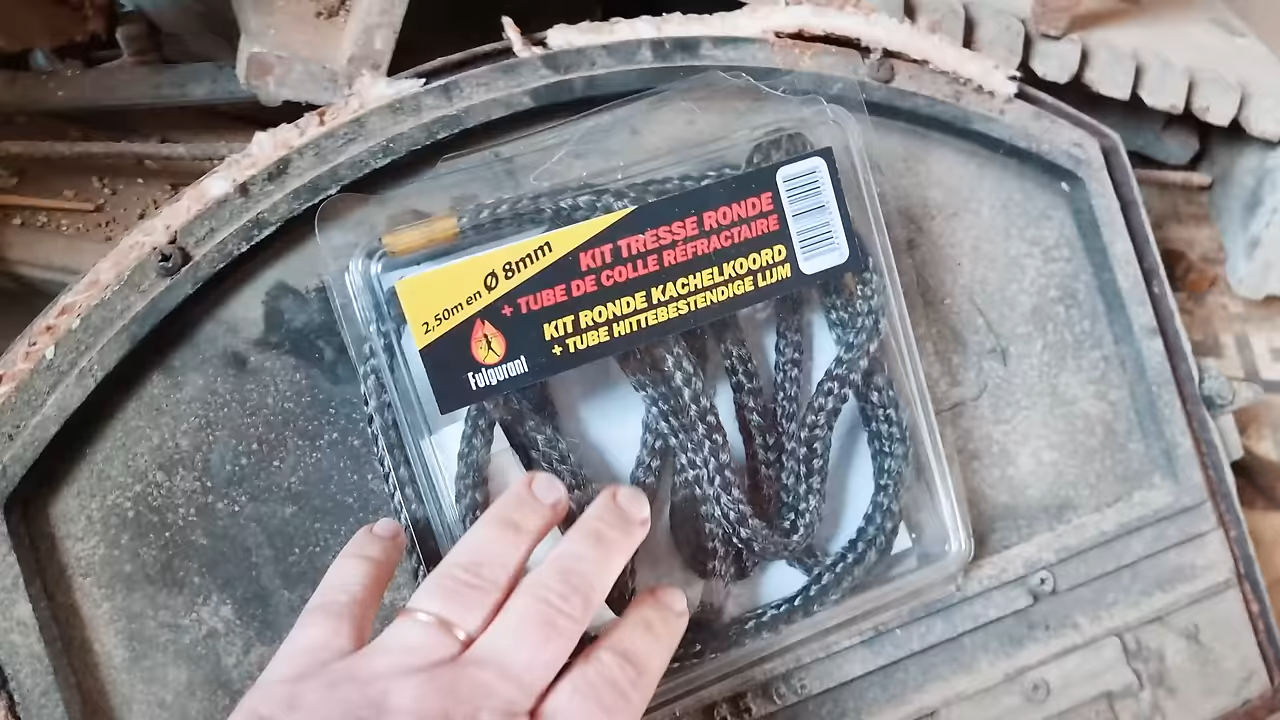 2,50m en Ø 8mm
KIT TRESSE RONDE
+ TUBE DE COLLE RÉFRACTAIRE
KIT RONDE KACHELKOORD
+ TUBE HITTEBESTENDIGE LIJM
Fulgurant